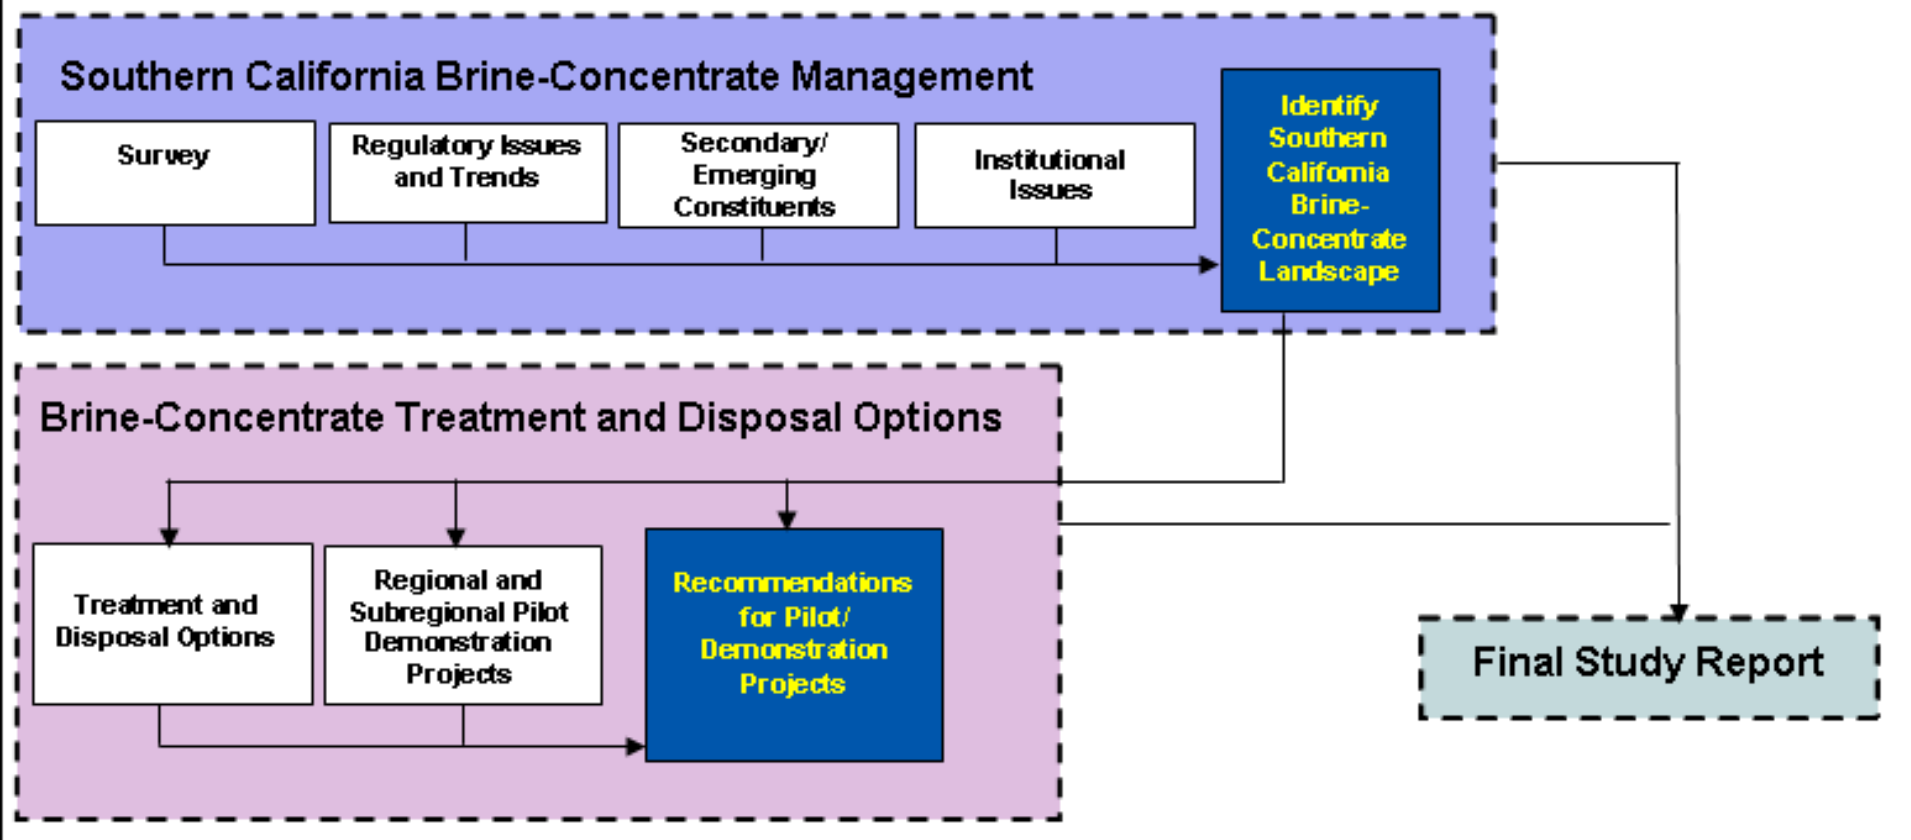 Southern California Brine-Concentrate Management
Survey
Regulatory Issues
and Trends
Secondary/
Emerging
Constituents
Institutional
Issues
Identify
Southern
California
Brine-
Concentrate
Landscape
Brine-Concentrate Treatment and Disposal Options
Treatment and
Disposal Options
Regional and
Subregional Pilot
Demonstration
Projects
Recommendations
for Pilot/
Demonstration
Projects
Final Study Report